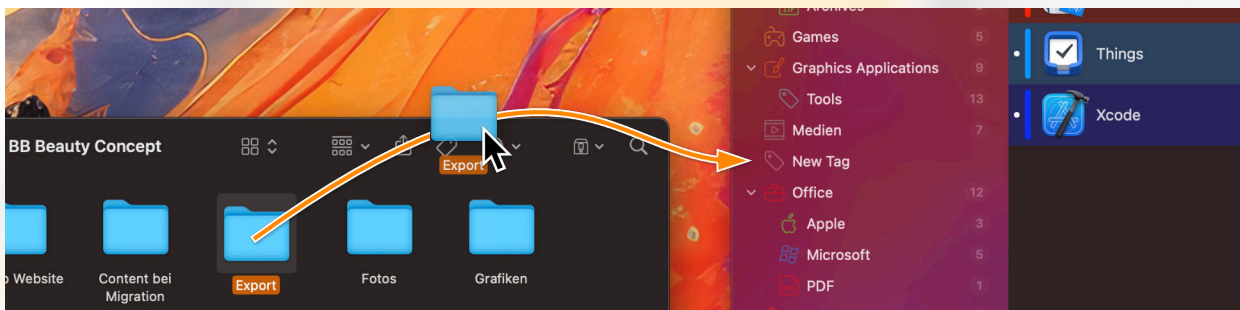 BB Beauty Concept
Export
Website
Content bei
Migration
Export
Fotos
Grafiken
Archives
Games 5
Graphics Applications 9
Tools 13
Medien 7
New Tag
Office 12
Apple 3
Microsoft 5
PDF 1
Things
Xcode